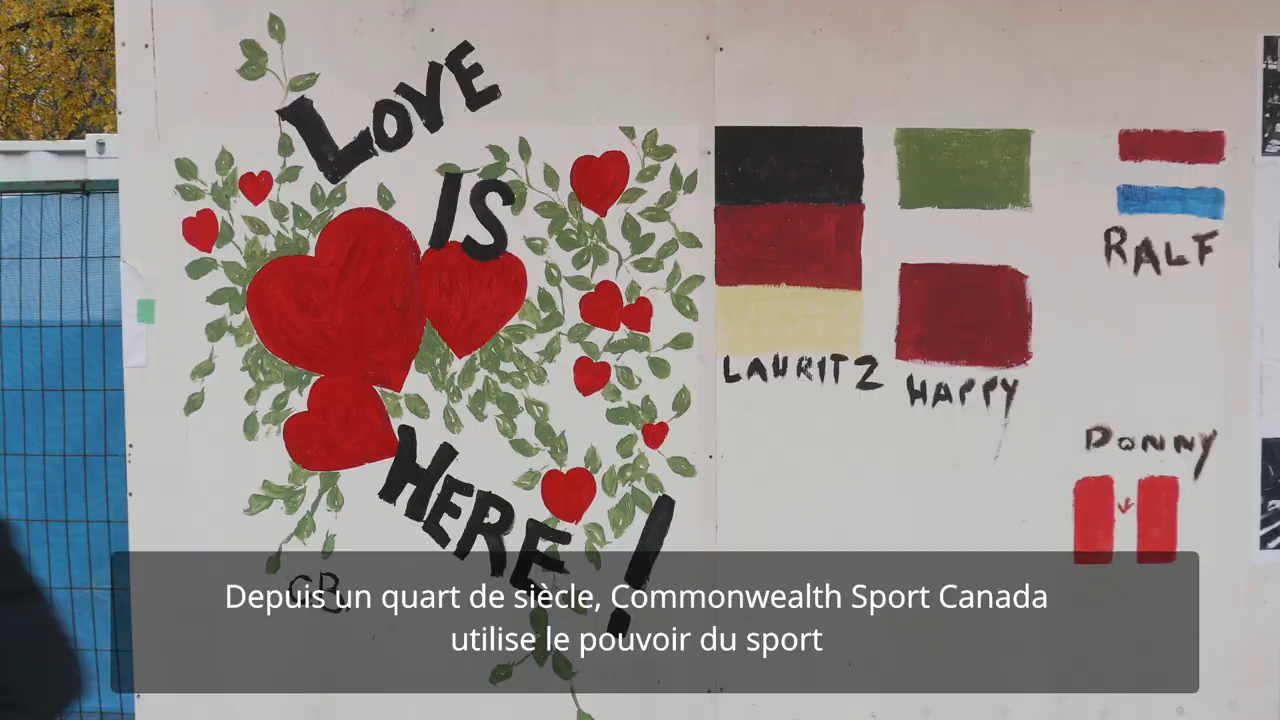 LOVE
IS
HERE!
LAURITZ
HAPPY
RALF
DONNY
CB
Depuis un quart de siècle, Commonwealth Sport Canada
utilise le pouvoir du sport